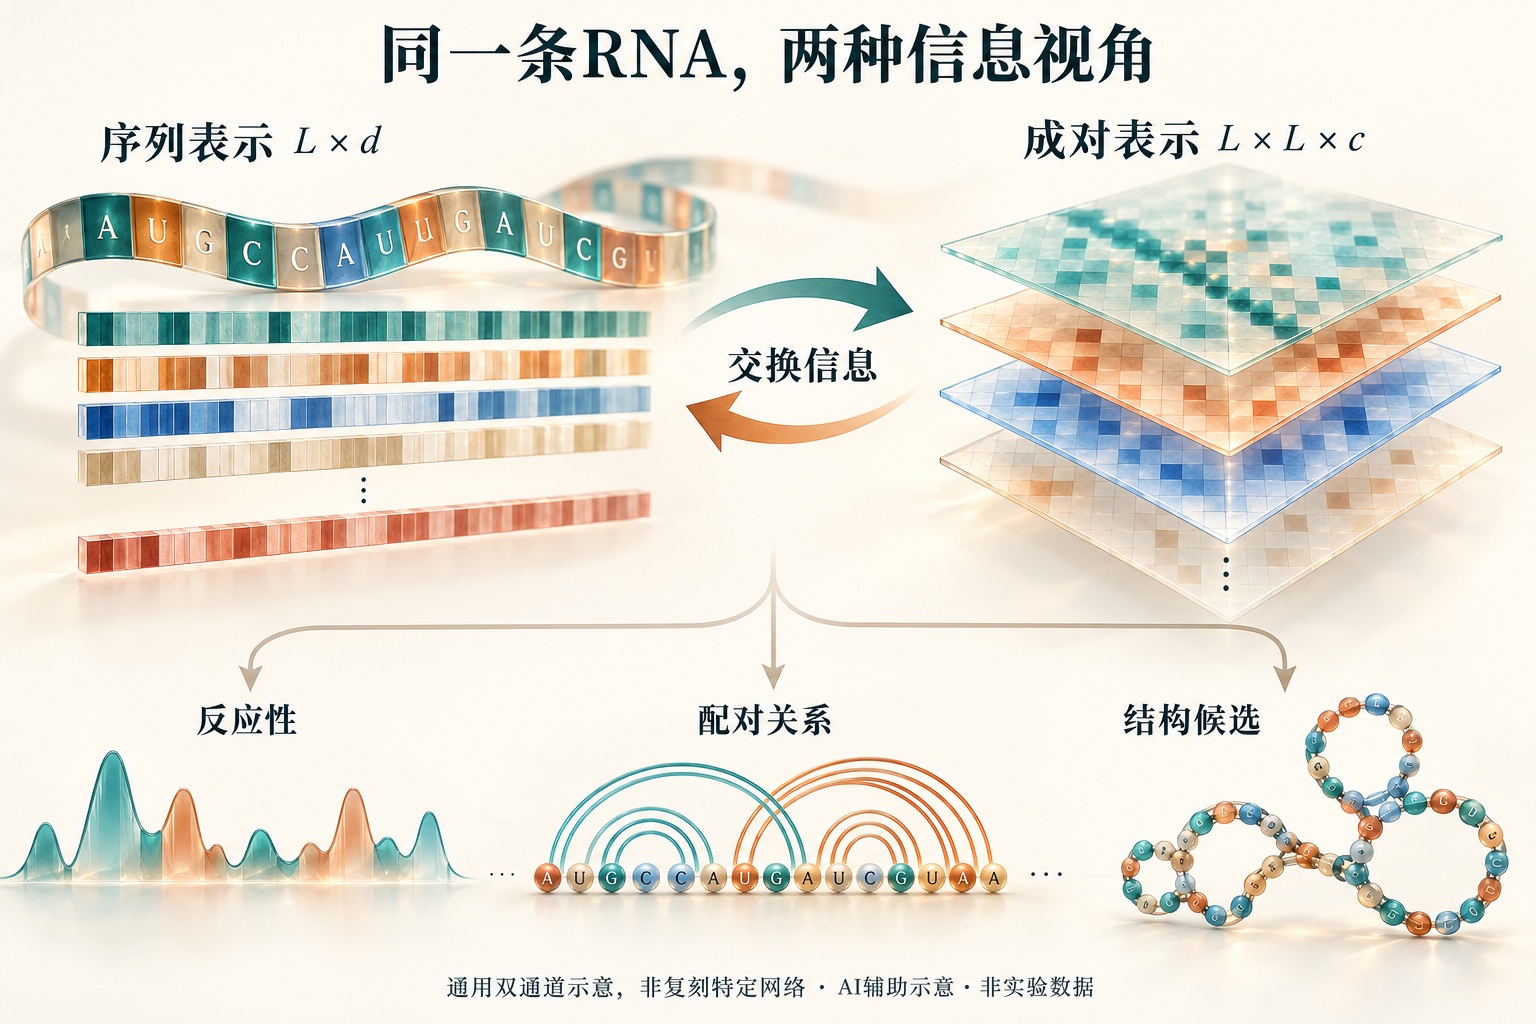 同一条RNA，两种信息视角
序列表示 L × d
成对表示 L × L × c
A U G C C A U U G A U C G U
交换信息
反应性
配对关系
结构候选
··· A U G C C A U G A U C G U A A ···
通用双通道示意，非复刻特定网络 · AI辅助示意 · 非实验数据